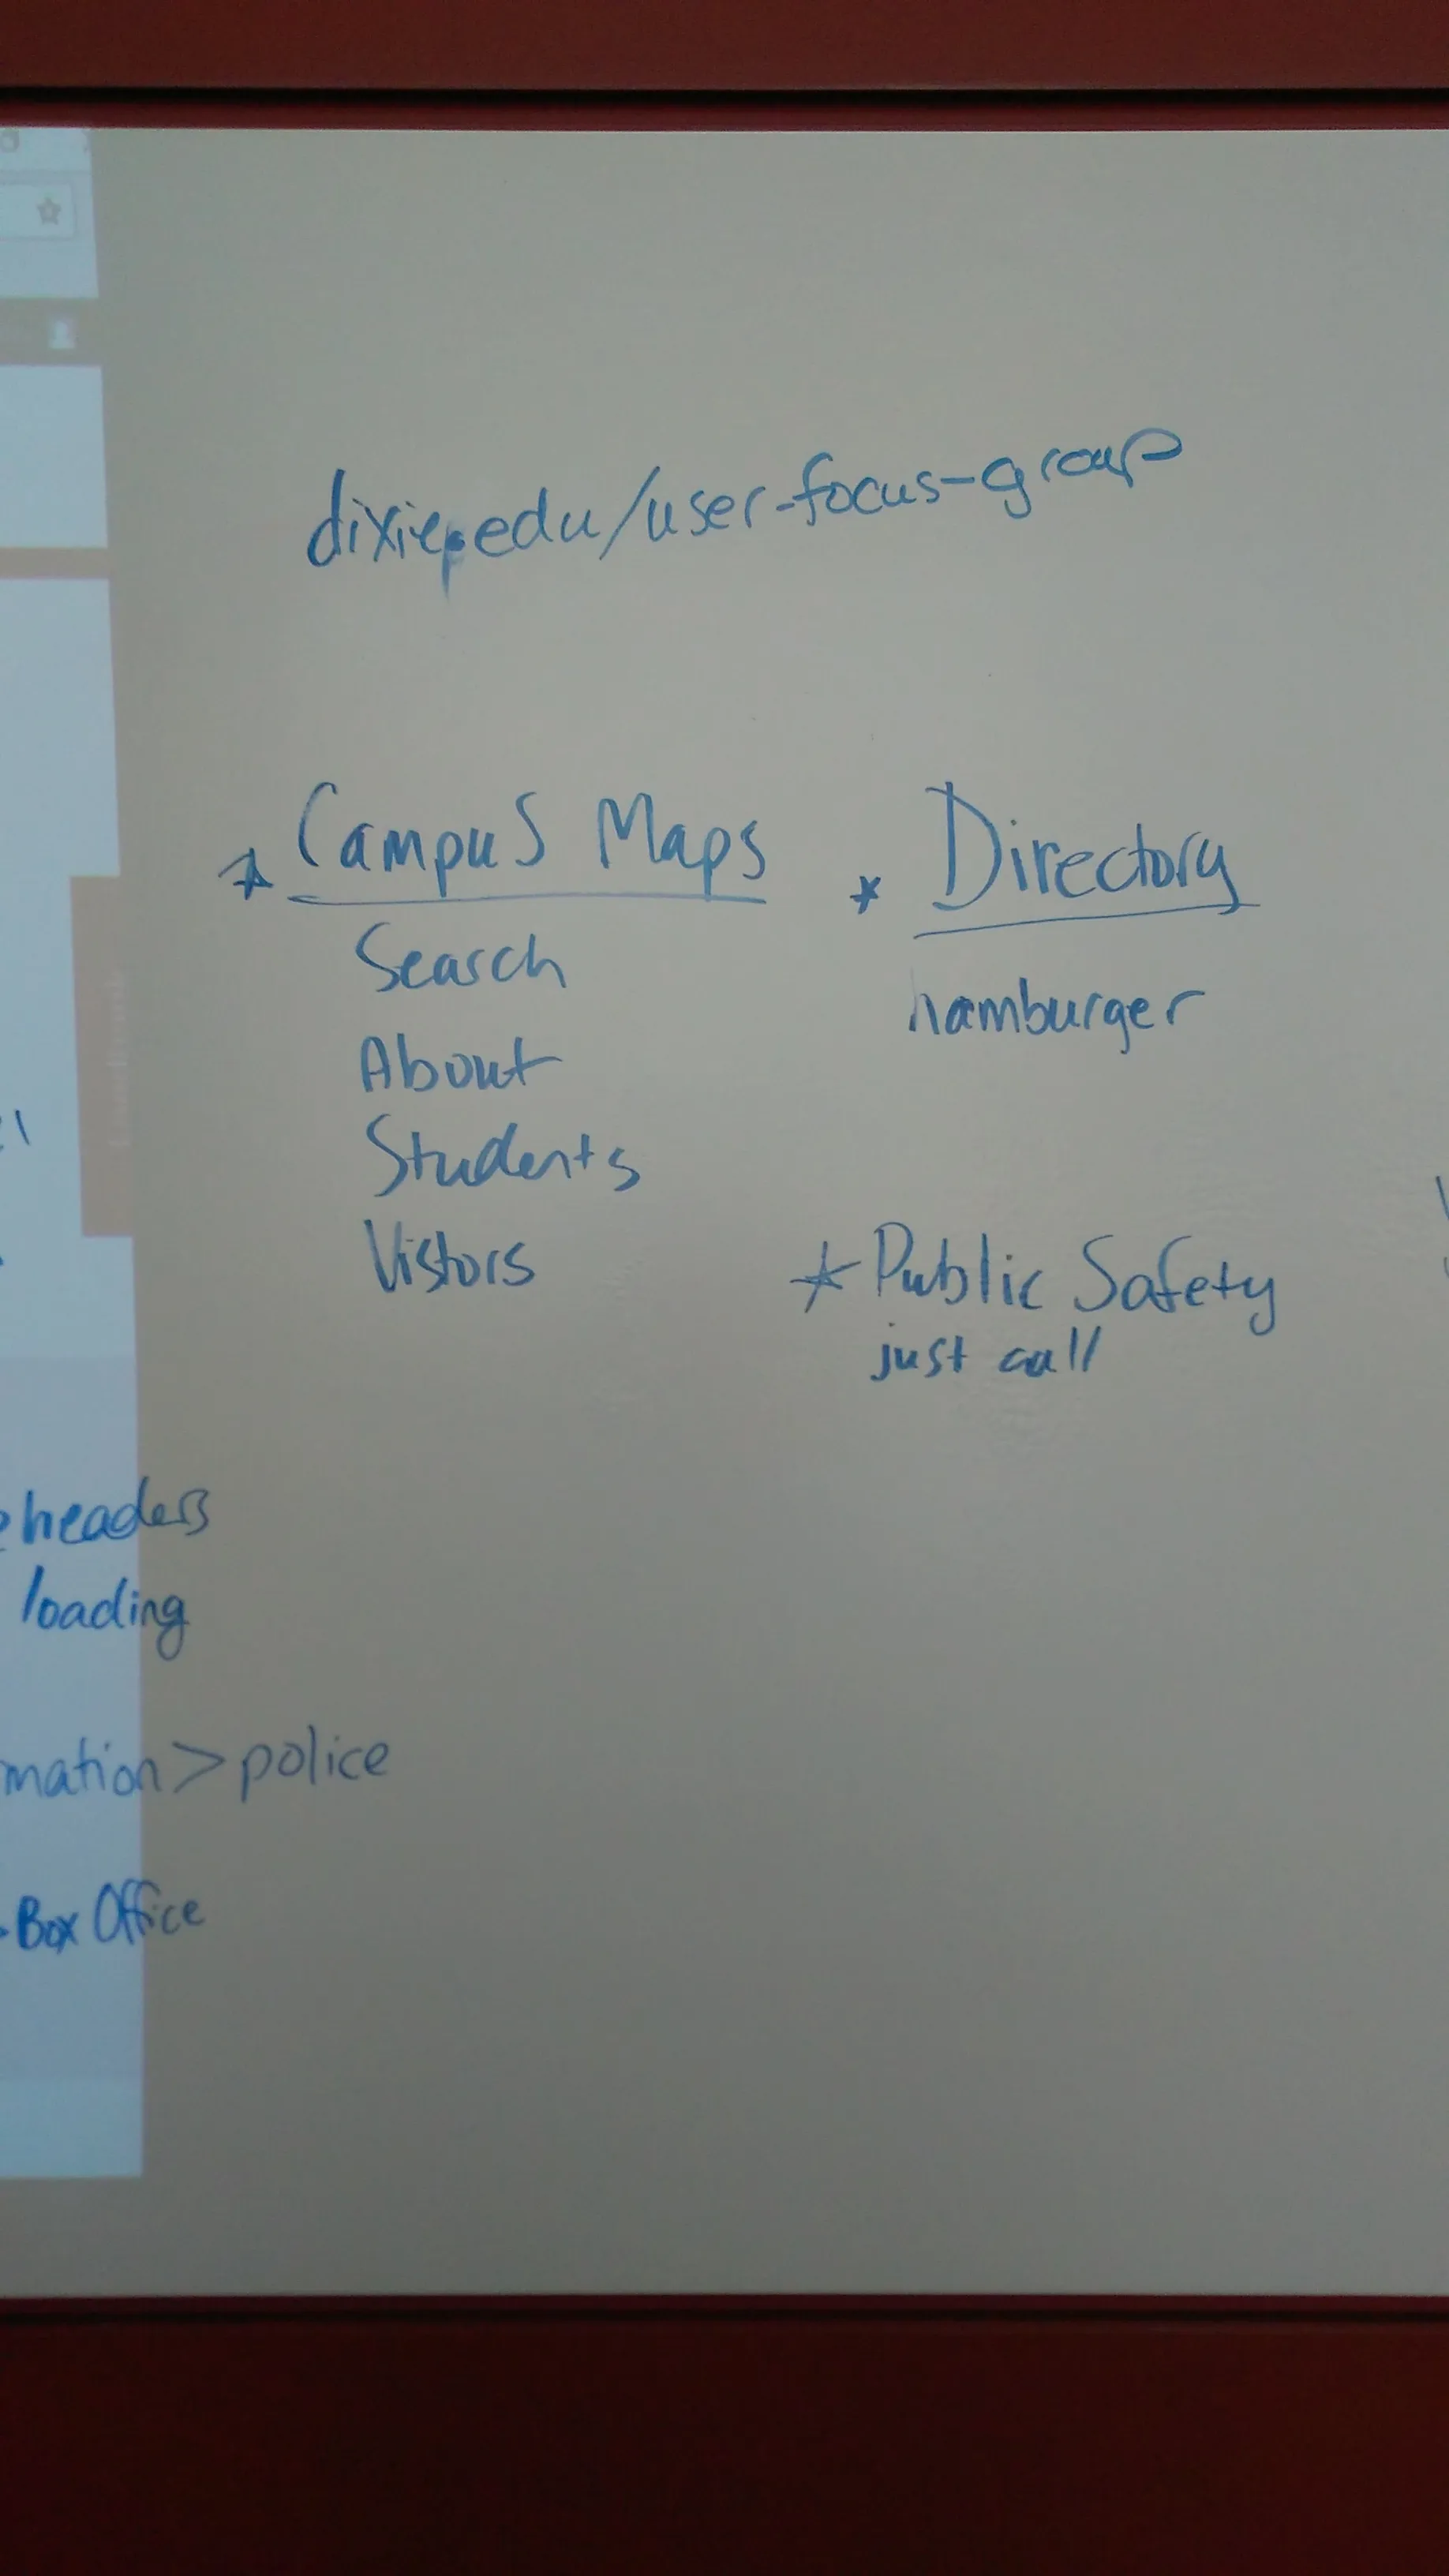 dixie.edu/user-focus-group
* Campus Maps
Search
About
Students
Vistors
* Directory
hamburger
* Public Safety
just call
headers
loading
mation > police
Box Office